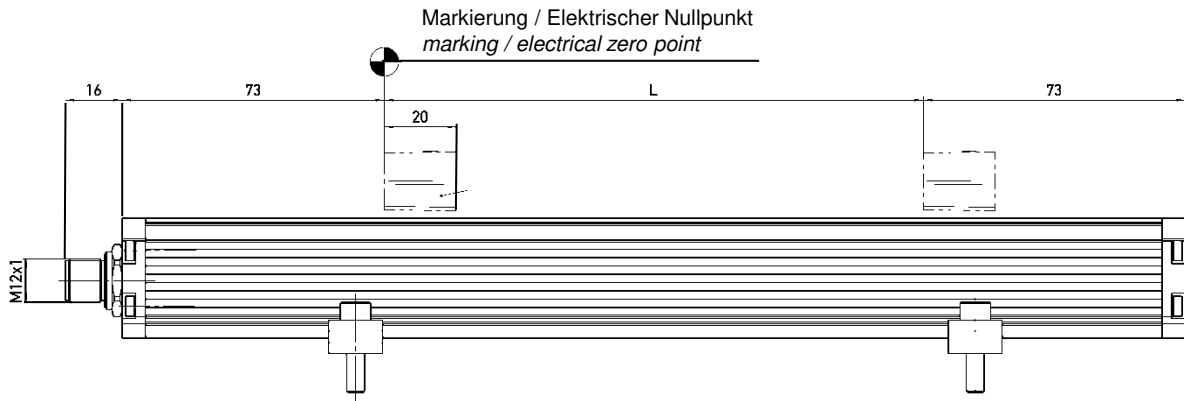 Markierung / Elektrischer Nullpunkt
marking / electrical zero point
16
73
L
73
20
M12x1